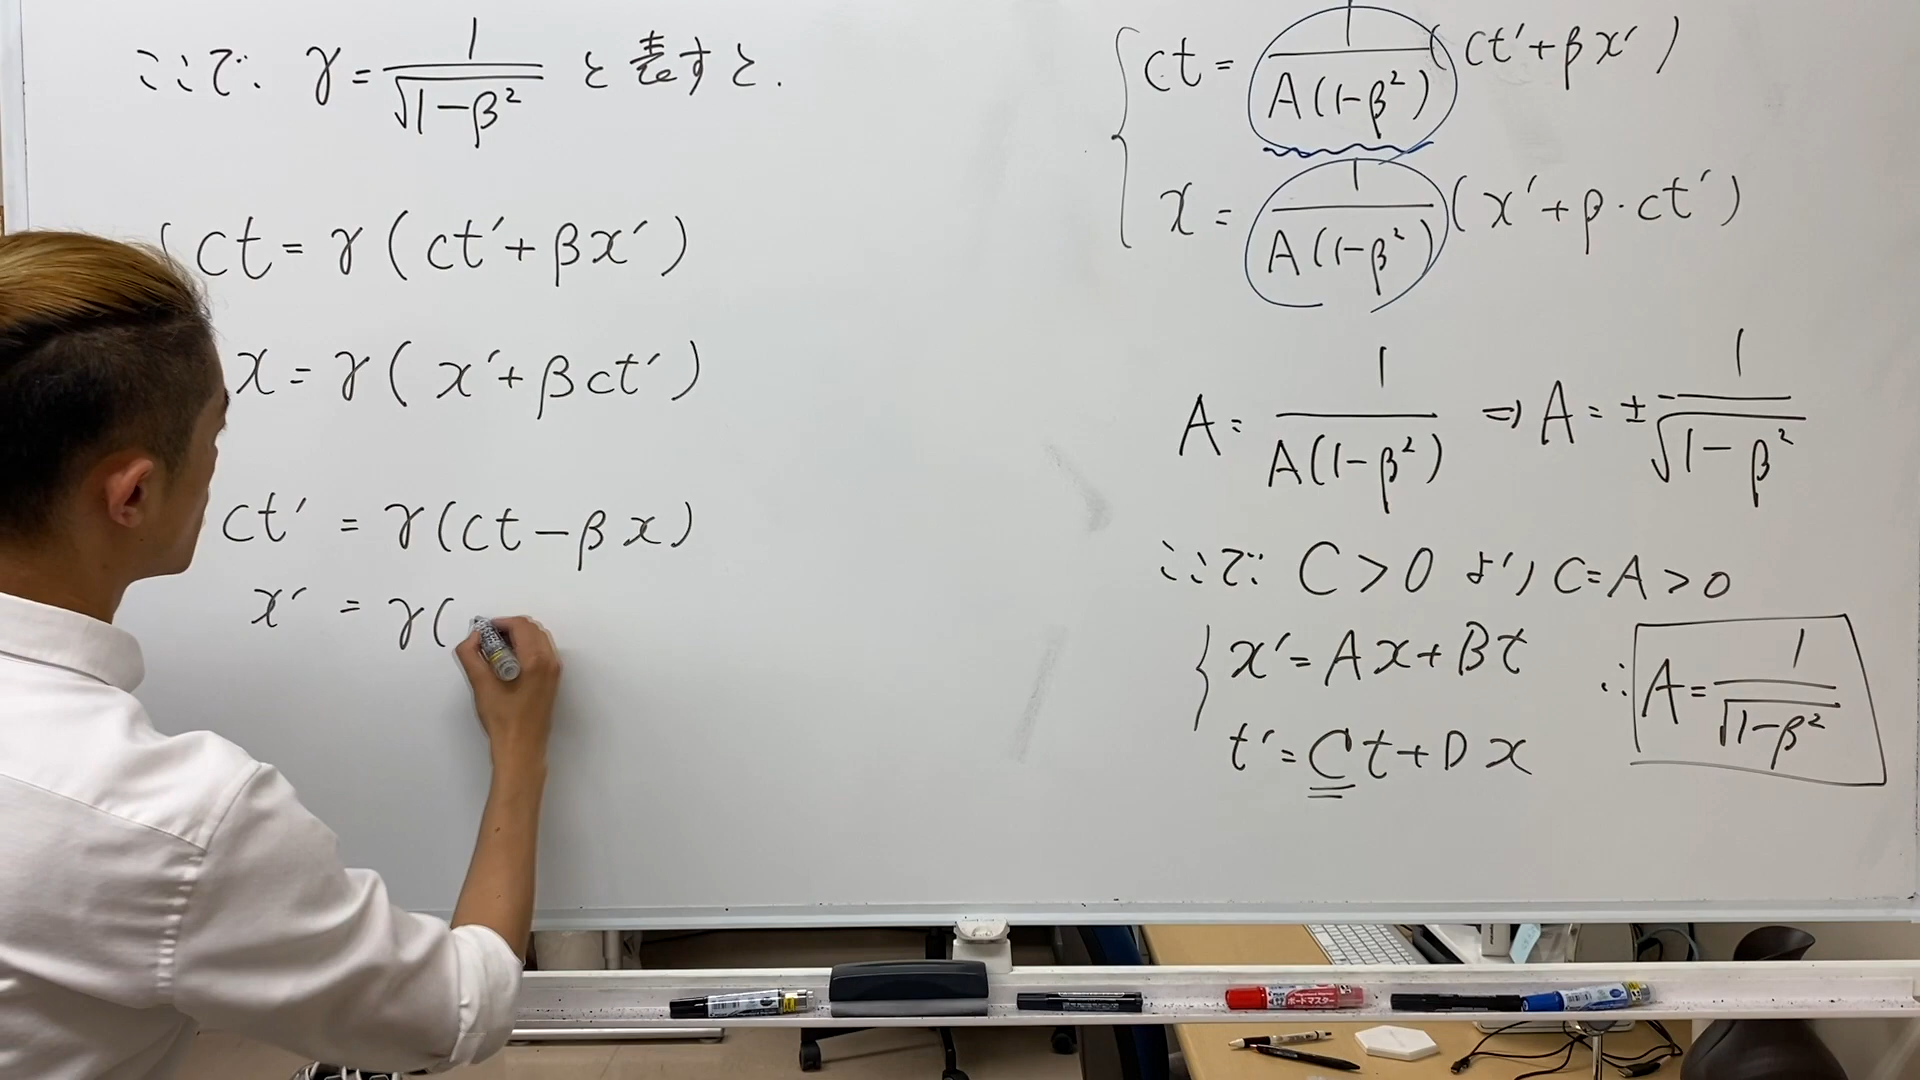 ここで、γ = 1/√(1-β²) と表すと.
ct = γ(ct'+βx')
x = γ(x'+βct')
ct' = γ(ct-βx)
x' = γ(
ct = 1/(A(1-β²)) (ct'+βx')
x = 1/(A(1-β²)) (x'+β·ct')
A = 1/(A(1-β²)) ⇒ A = ± 1/√(1-β²)
ここで、C>0 より C=A>0
x' = Ax+Bt
t' = Ct+Dx
∴ A = 1/√(1-β²)
ボードマスター